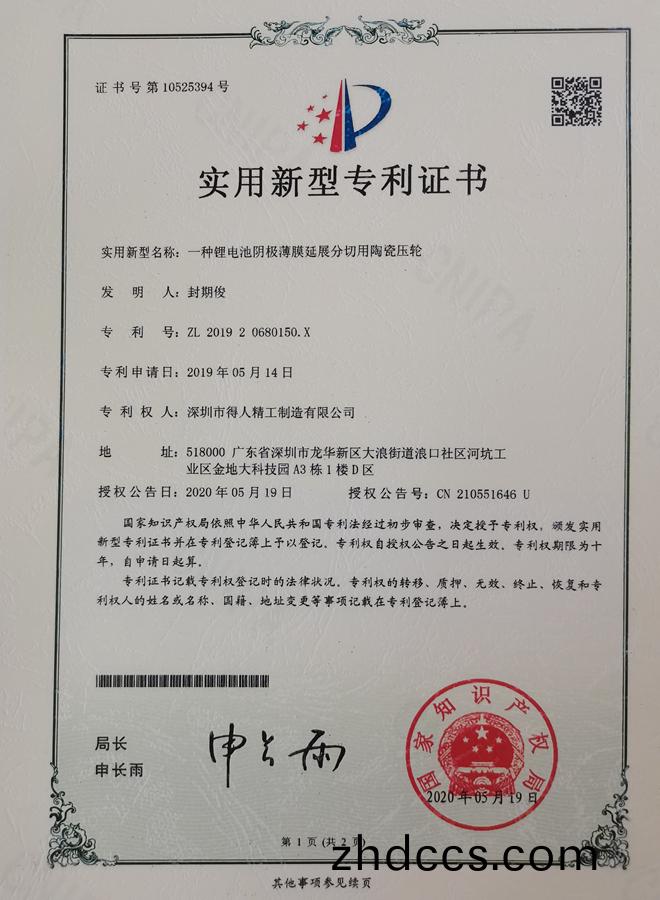 证书号第10525394号
实用新型专利证书
实用新型名称：一种锂电池阴极薄膜延展分切用陶瓷压轮
发明人：封期俊
专利号：ZL 2019 2 0680150.X
专利申请日：2019年05月14日
专利权人：深圳市得人精工制造有限公司
地址：518000 广东省深圳市龙华新区大浪街道浪口社区河坑工
业区金地大科技园A3栋1楼D区
授权公告日：2020年05月19日 授权公告号：CN 210551646 U
国家知识产权局依照中华人民共和国专利法经过初步审查，决定授予专利权，颁发实用
新型专利证书并在专利登记簿上予以登记。专利权自授权公告之日起生效。专利权期限为十
年，自申请日起算。
专利证书记载专利权登记时的法律状况。专利权的转移、质押、无效、终止、恢复和专
利权人的姓名或名称、国籍、地址变更等事项记载在专利登记簿上。
局长
申长雨
申长雨
国家知识产权局
2020年05月19日
第1页(共2页)
zhdccs.com
其他事项参见续页
CNIPA